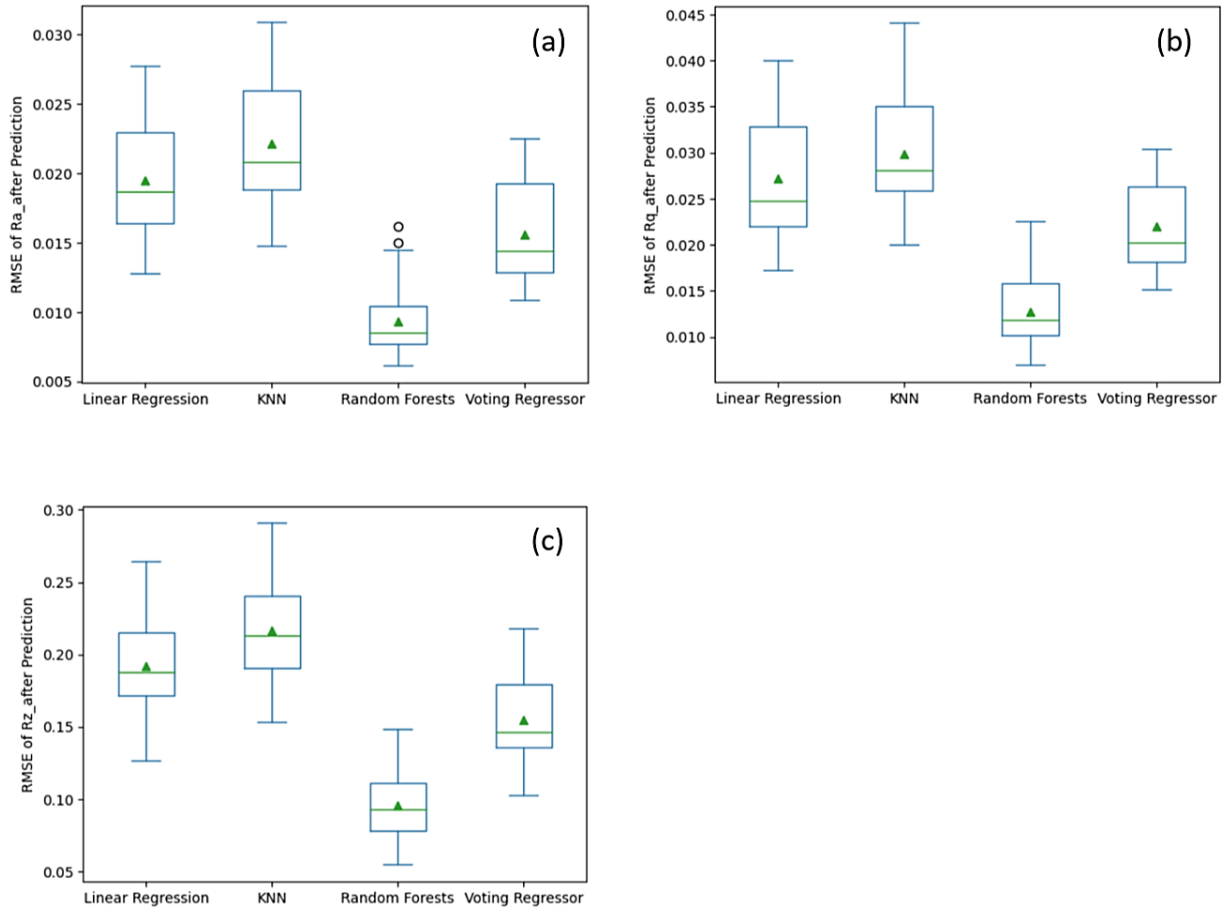 (a)
RMSE of Ra_after Prediction
0.030
0.025
0.020
0.015
0.010
0.005
Linear Regression KNN Random Forests Voting Regressor
(b)
RMSE of Rq_after Prediction
0.045
0.040
0.035
0.030
0.025
0.020
0.015
0.010
Linear Regression KNN Random Forests Voting Regressor
(c)
RMSE of Rz_after Prediction
0.30
0.25
0.20
0.15
0.10
0.05
Linear Regression KNN Random Forests Voting Regressor